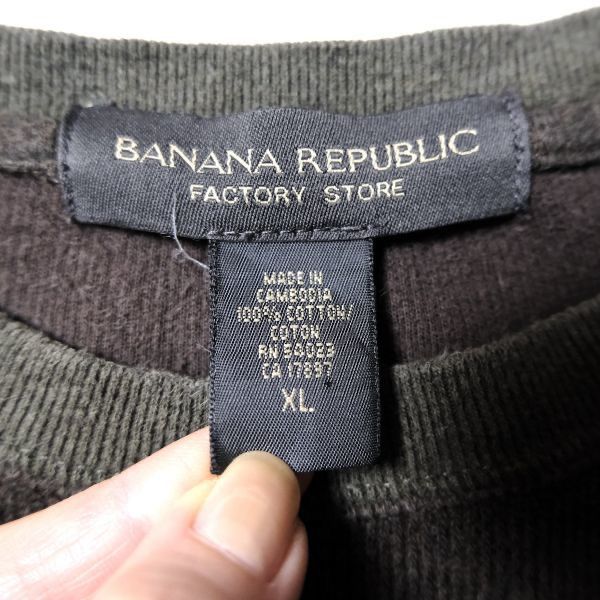 BANANA REPUBLIC
FACTORY STORE
MADE IN
CAMBODIA
100% COTTON/
COTON
RN 54023
CA 17897
XL.